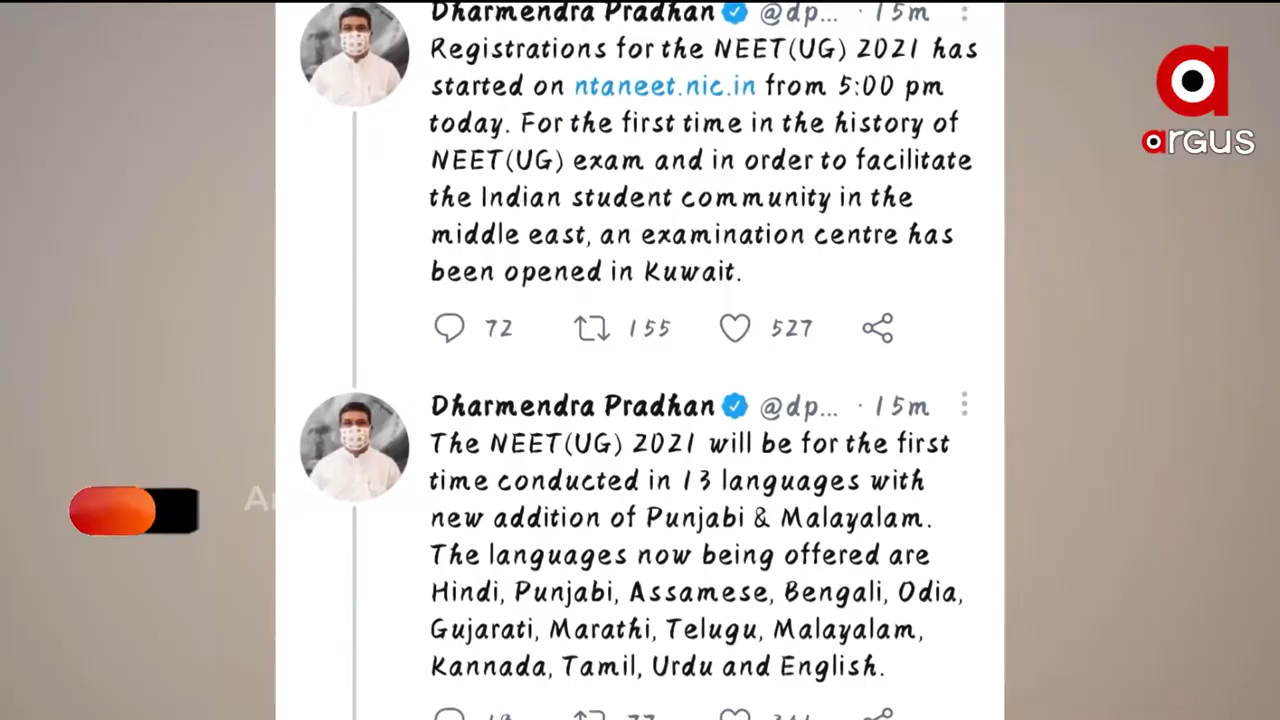 Dharmendra Pradhan @dp... · 15m
Registrations for the NEET(UG) 2021 has
started on ntaneet.nic.in from 5:00 pm
today. For the first time in the history of
NEET(UG) exam and in order to facilitate
the Indian student community in the
middle east, an examination centre has
been opened in Kuwait.
72 155 527
Dharmendra Pradhan @dp... · 15m
The NEET(UG) 2021 will be for the first
time conducted in 13 languages with
new addition of Punjabi & Malayalam.
The languages now being offered are
Hindi, Punjabi, Assamese, Bengali, Odia,
Gujarati, Marathi, Telugu, Malayalam,
Kannada, Tamil, Urdu and English.
argus